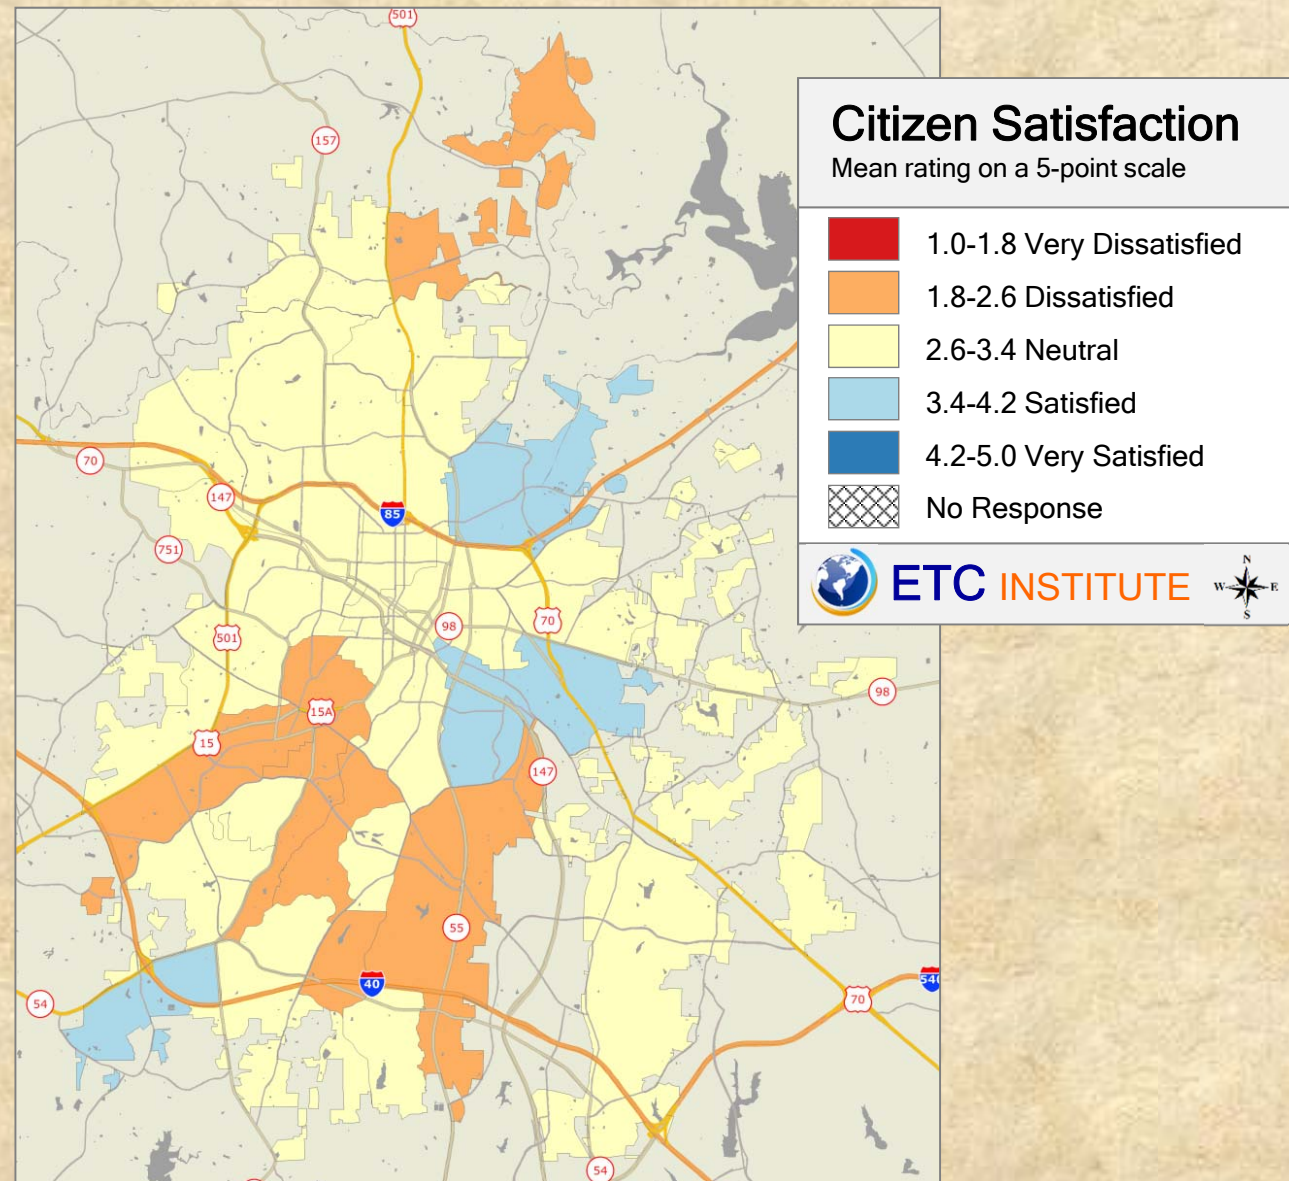 501
157
Citizen Satisfaction
Mean rating on a 5-point scale
1.0-1.8 Very Dissatisfied
1.8-2.6 Dissatisfied
2.6-3.4 Neutral
3.4-4.2 Satisfied
4.2-5.0 Very Satisfied
No Response
ETC INSTITUTE
N
W E
S
70
147
85
751
501
98
70
98
15A
15
147
55
40
54
540
70
54